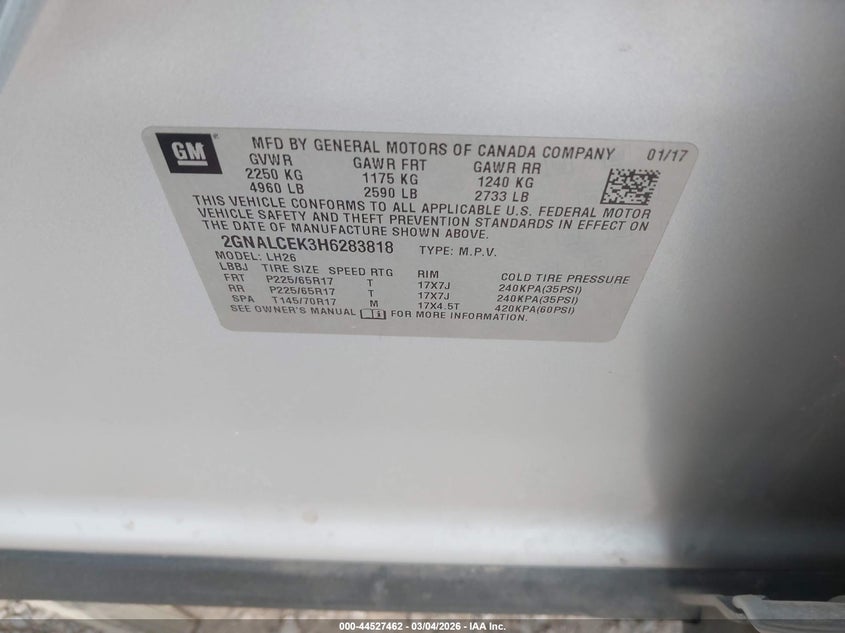 GM
MFD BY GENERAL MOTORS OF CANADA COMPANY 01/17
GVWR GAWR FRT GAWR RR
2250 KG 1175 KG 1240 KG
4960 LB 2590 LB 2733 LB
THIS VEHICLE CONFORMS TO ALL APPLICABLE U.S. FEDERAL MOTOR
VEHICLE SAFETY AND THEFT PREVENTION STANDARDS IN EFFECT ON
THE DATE OF MANUFACTURE SHOWN ABOVE.
2GNALCEK3H6283818 TYPE: M.P.V.
MODEL: LH26
LBBJ TIRE SIZE SPEED RTG RIM COLD TIRE PRESSURE
FRT P225/65R17 T 17X7J 240KPA(35PSI)
RR P225/65R17 T 17X7J 240KPA(35PSI)
SPA T145/70R17 M 17X4.5T 420KPA(60PSI)
SEE OWNER'S MANUAL FOR MORE INFORMATION.
000-44527462 - 03/04/2026 - IAA Inc.